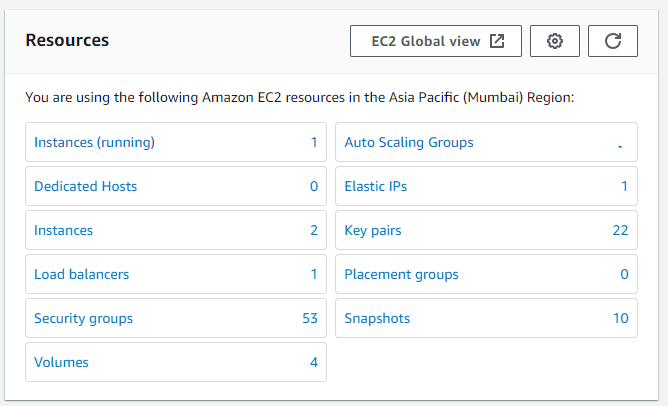 Resources
EC2 Global view
You are using the following Amazon EC2 resources in the Asia Pacific (Mumbai) Region:
Instances (running) 1
Auto Scaling Groups
Dedicated Hosts 0
Elastic IPs 1
Instances 2
Key pairs 22
Load balancers 1
Placement groups 0
Security groups 53
Snapshots 10
Volumes 4